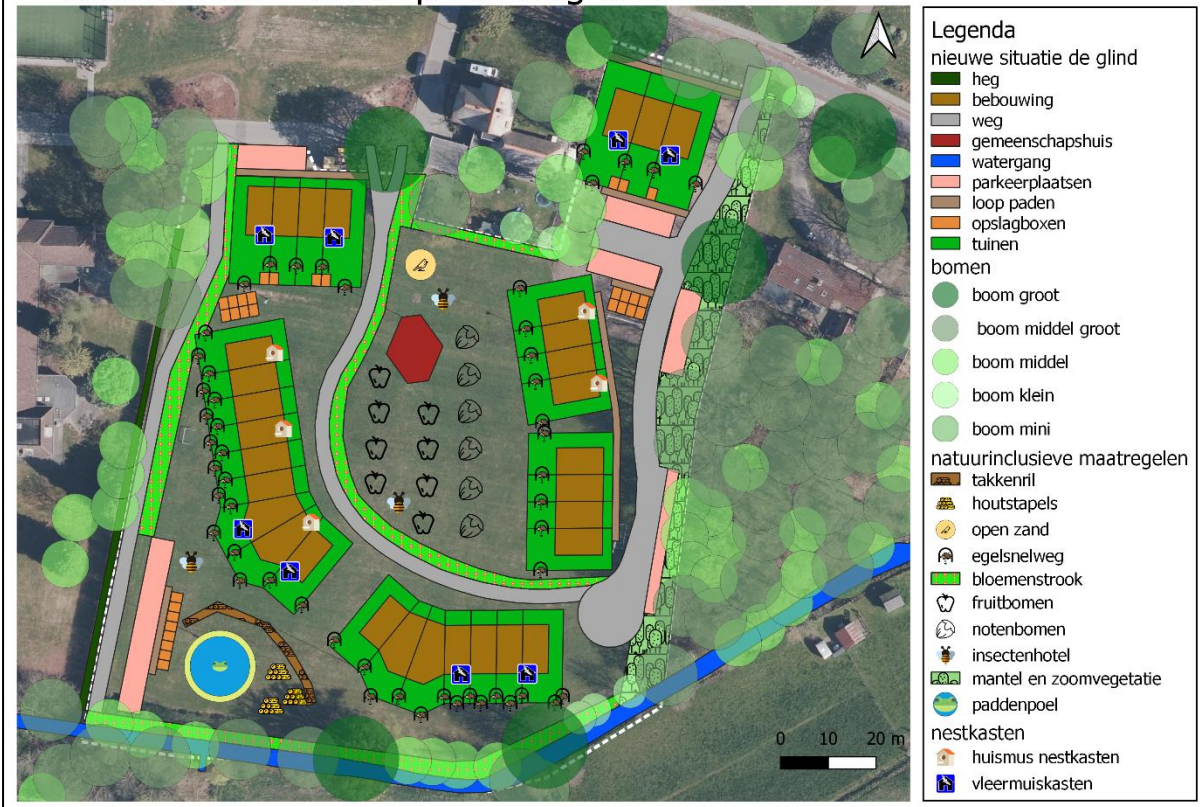 Legenda
nieuwe situatie de glind
heg
bebouwing
weg
gemeenschapshuis
watergang
parkeerplaatsen
loop paden
opslagboxen
tuinen
bomen
boom groot
boom middel groot
boom middel
boom klein
boom mini
natuurinclusieve maatregelen
takkenril
houtstapels
open zand
egelsnelweg
bloemenstrook
fruitbomen
notenbomen
insectenhotel
mantel en zoomvegetatie
paddenpoel
nestkasten
huismus nestkasten
vleermuiskasten
0 10 20 m